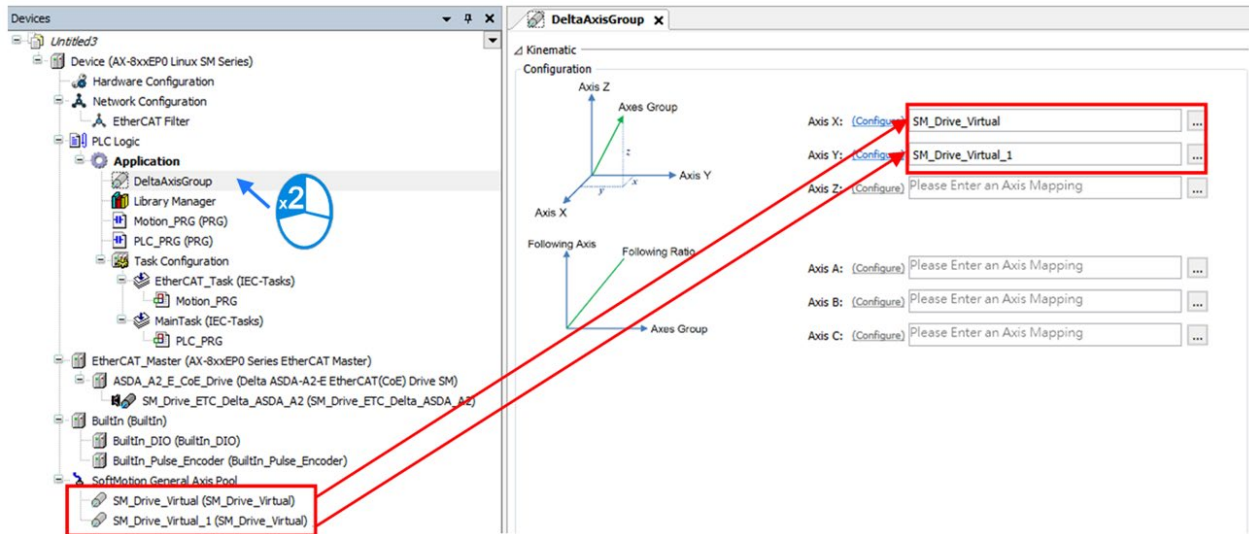 Devices
Untitled3
Device (AX-8xxEP0 Linux SM Series)
Hardware Configuration
Network Configuration
EtherCAT Filter
PLC Logic
Application
DeltaAxisGroup
x2
Library Manager
Motion_PRG (PRG)
PLC_PRG (PRG)
Task Configuration
EtherCAT_Task (IEC-Tasks)
Motion_PRG
MainTask (IEC-Tasks)
PLC_PRG
EtherCAT_Master (AX-8xxEP0 Series EtherCAT Master)
ASDA_A2_E_CoE_Drive (Delta ASDA-A2-E EtherCAT(CoE) Drive SM)
SM_Drive_ETC_Delta_ASDA_A2 (SM_Drive_ETC_Delta_ASDA_A2)
BuiltIn (BuiltIn)
BuiltIn_DIO (BuiltIn_DIO)
BuiltIn_Pulse_Encoder (BuiltIn_Pulse_Encoder)
SoftMotion General Axis Pool
SM_Drive_Virtual (SM_Drive_Virtual)
SM_Drive_Virtual_1 (SM_Drive_Virtual)
DeltaAxisGroup
Kinematic
Configuration
Axis Z
Axes Group
z
Axis Y
x
y
Axis X
Following Axis
Following Ratio
Axes Group
Axis X: (Configure) SM_Drive_Virtual ...
Axis Y: (Configure) SM_Drive_Virtual_1 ...
Axis Z: (Configure) Please Enter an Axis Mapping ...
Axis A: (Configure) Please Enter an Axis Mapping ...
Axis B: (Configure) Please Enter an Axis Mapping ...
Axis C: (Configure) Please Enter an Axis Mapping ...